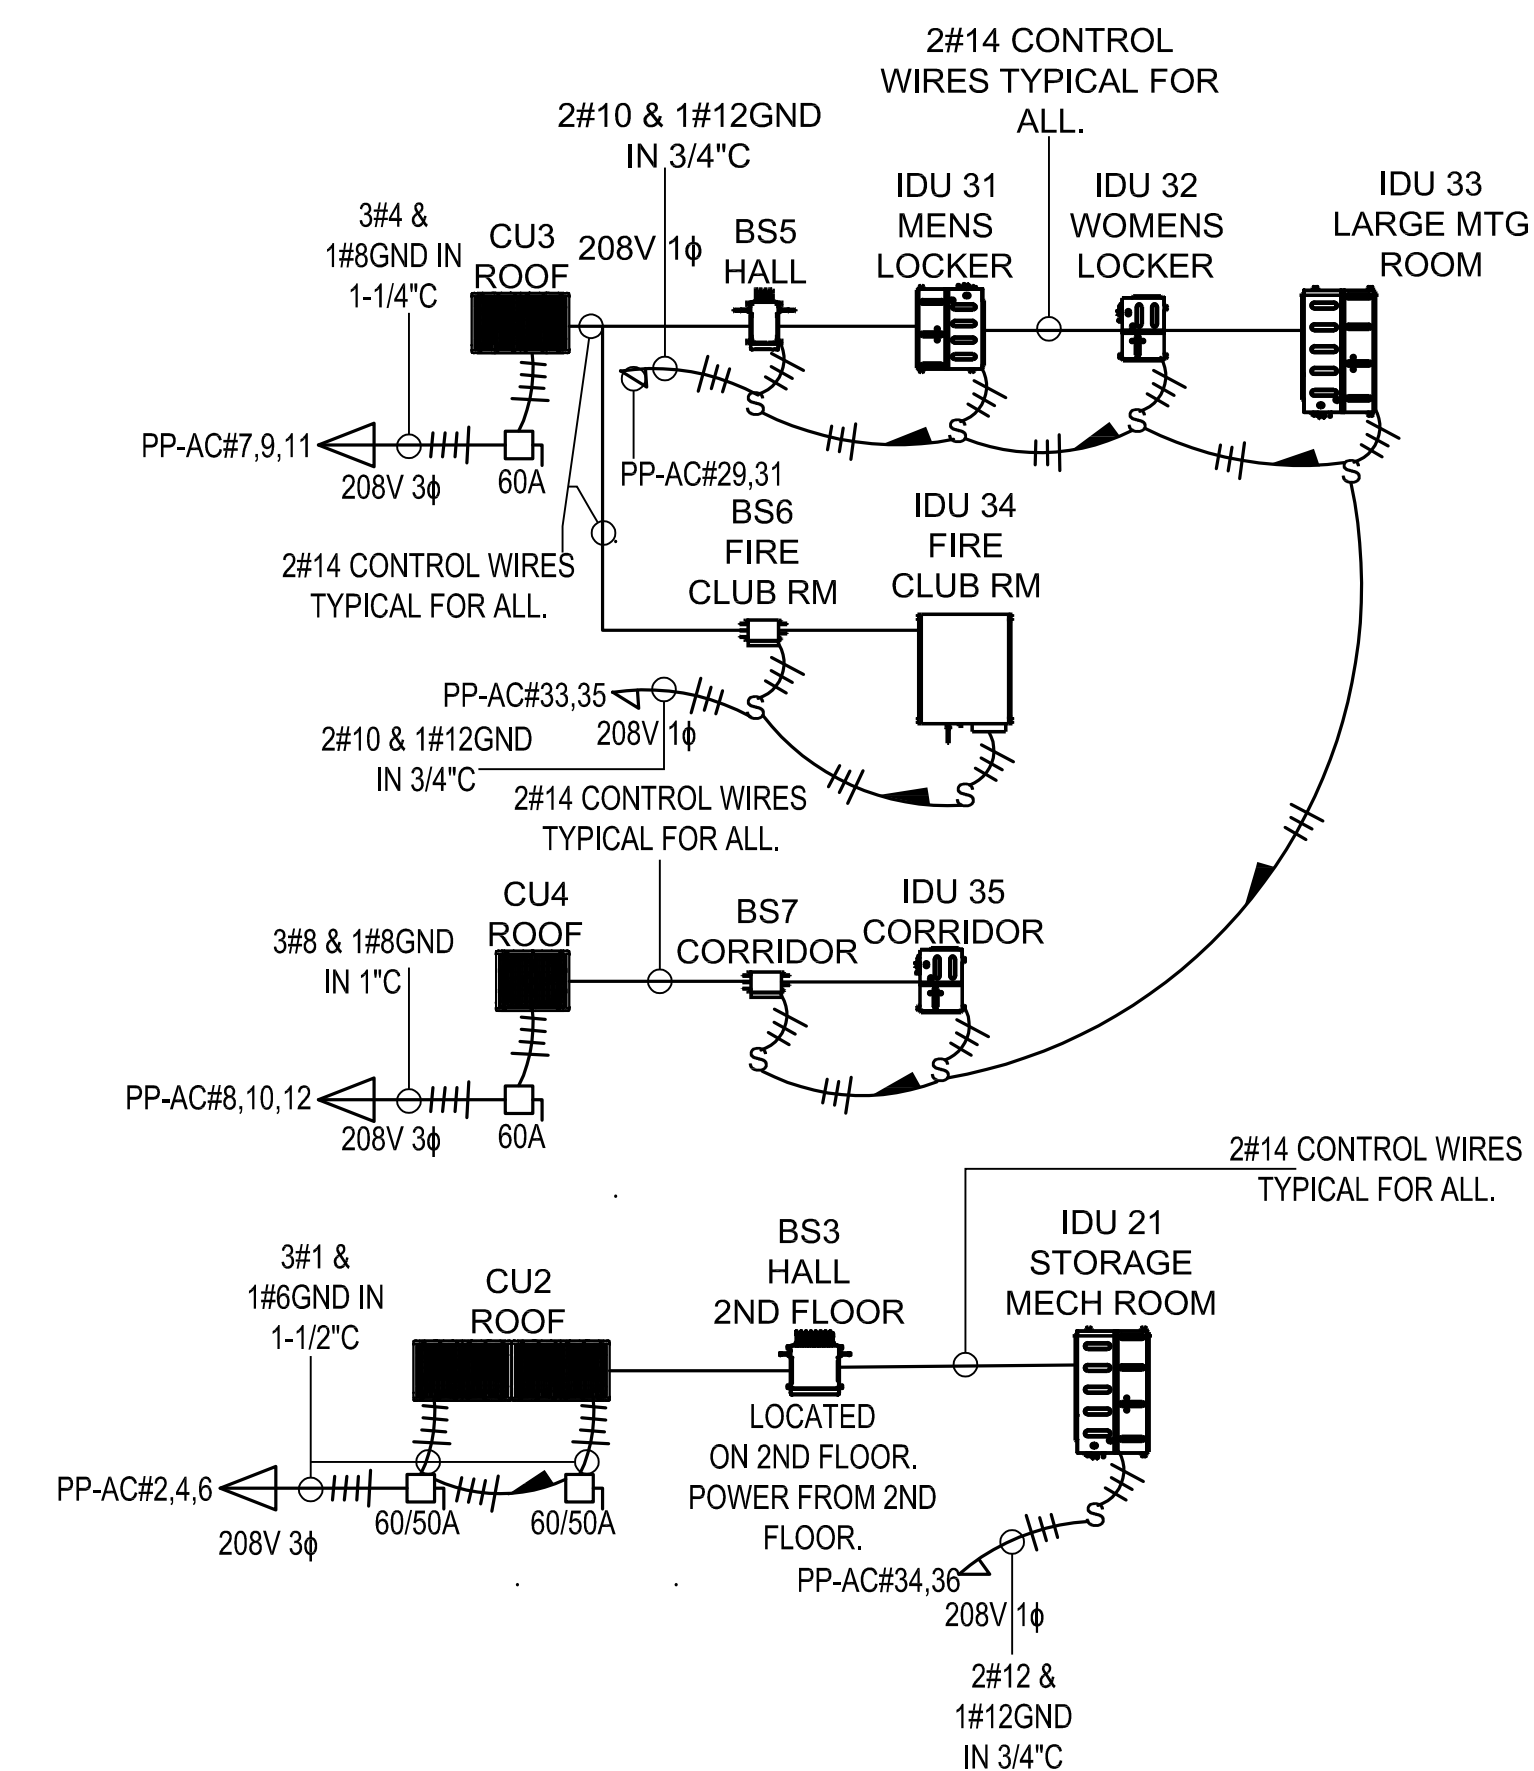 2#14 CONTROL
WIRES TYPICAL FOR
ALL.
2#10 & 1#12GND
IN 3/4"C
3#4 &
1#8GND IN
1-1/4"C
CU3
ROOF
208V 1ϕ
BS5
HALL
IDU 31
MENS
LOCKER
IDU 32
WOMENS
LOCKER
IDU 33
LARGE MTG
ROOM
S
S
S
S
PP-AC#7,9,11
208V 3ϕ
60A
PP-AC#29,31
2#14 CONTROL WIRES
TYPICAL FOR ALL.
BS6
FIRE
CLUB RM
IDU 34
FIRE
CLUB RM
PP-AC#33,35
208V 1ϕ
S
S
2#10 & 1#12GND
IN 3/4"C
2#14 CONTROL WIRES
TYPICAL FOR ALL.
3#8 & 1#8GND
IN 1"C
CU4
ROOF
BS7
CORRIDOR
IDU 35
CORRIDOR
S
S
PP-AC#8,10,12
208V 3ϕ
60A
2#14 CONTROL WIRES
TYPICAL FOR ALL.
3#1 &
1#6GND IN
1-1/2"C
CU2
ROOF
BS3
HALL
2ND FLOOR
IDU 21
STORAGE
MECH ROOM
LOCATED
ON 2ND FLOOR.
POWER FROM 2ND
FLOOR.
PP-AC#2,4,6
208V 3ϕ
60/50A
60/50A
S
PP-AC#34,36
208V 1ϕ
2#12 &
1#12GND
IN 3/4"C